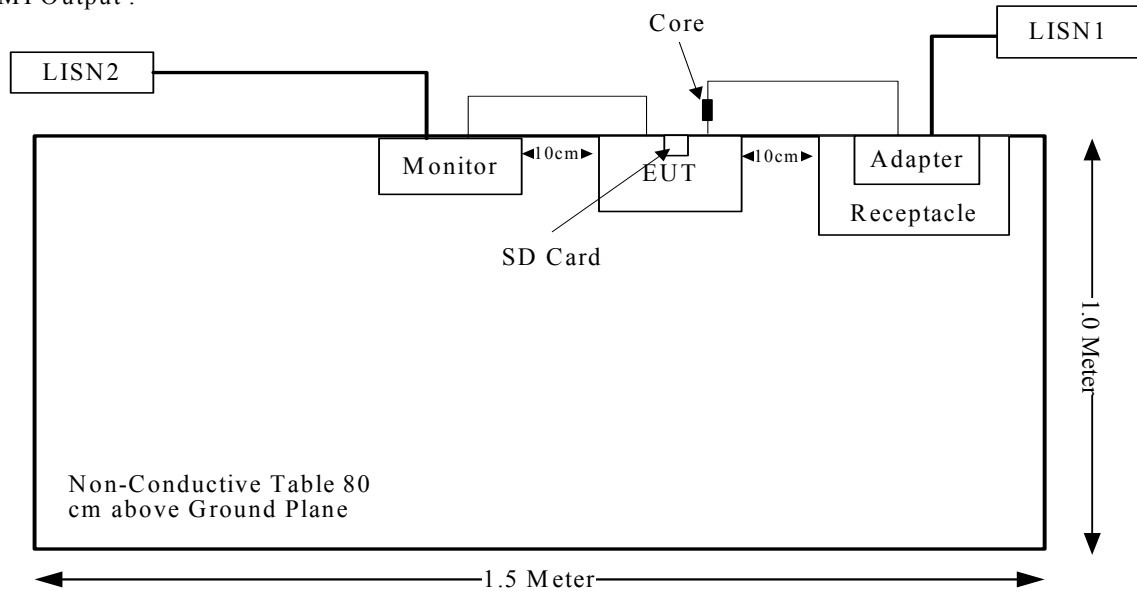 Output :
Core
LISN1
LISN2
10cm
10cm
Monitor
EUT
Adapter
Receptacle
SD Card
1.0 Meter
Non-Conductive Table 80
cm above Ground Plane
1.5 Meter